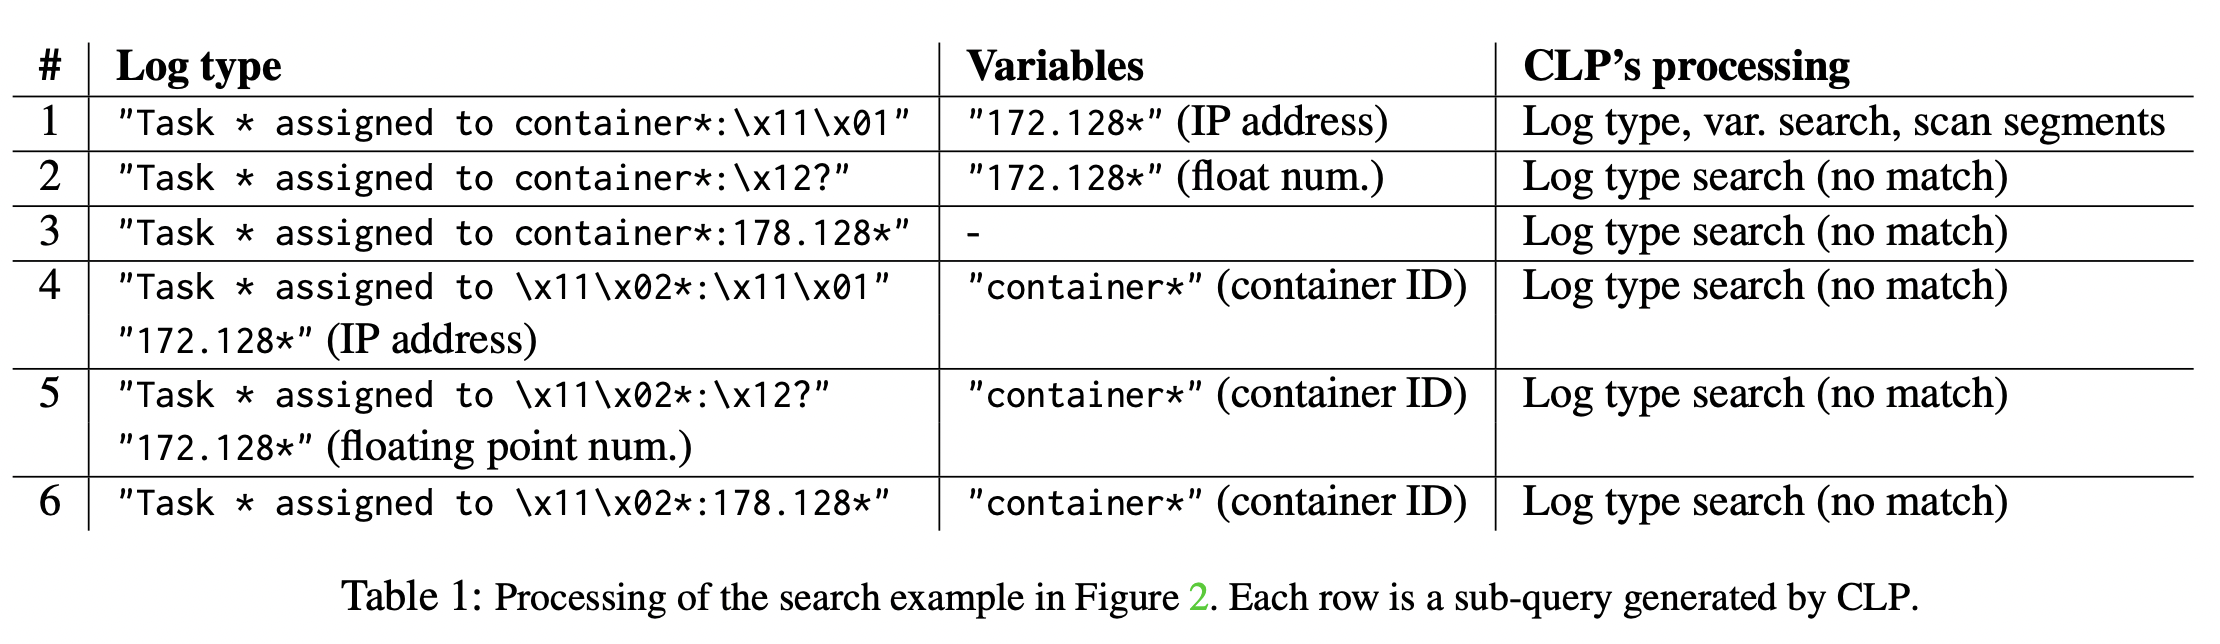 # Log type Variables CLP's processing
1 "Task * assigned to container*:\x11\x01" "172.128*" (IP address) Log type, var. search, scan segments
2 "Task * assigned to container*:\x12?" "172.128*" (float num.) Log type search (no match)
3 "Task * assigned to container*:178.128*" - Log type search (no match)
4 "Task * assigned to \x11\x02*:\x11\x01" "container*" (container ID) Log type search (no match)
"172.128*" (IP address)
5 "Task * assigned to \x11\x02*:\x12?" "container*" (container ID) Log type search (no match)
"172.128*" (floating point num.)
6 "Task * assigned to \x11\x02*:178.128*" "container*" (container ID) Log type search (no match)
Table 1: Processing of the search example in Figure 2. Each row is a sub-query generated by CLP.